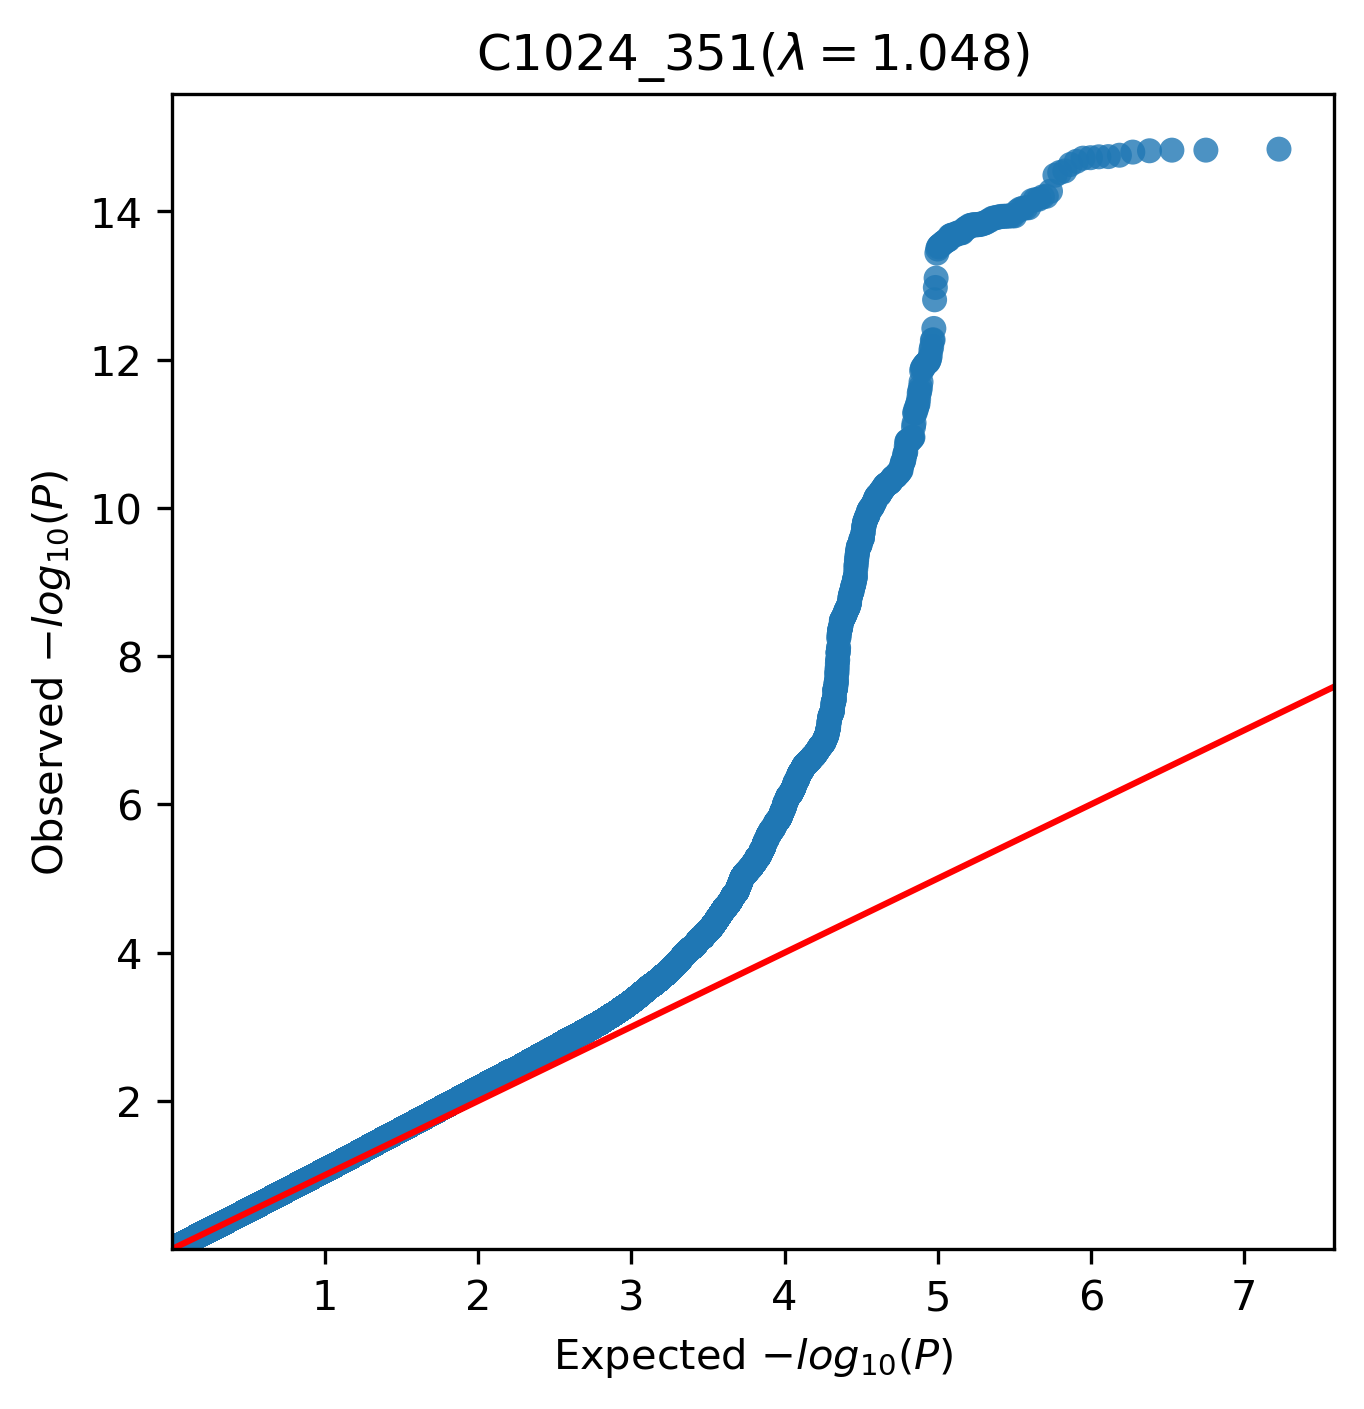 C1024_351(λ = 1.048)
Observed −log₁₀(P)
14
12
10
8
6
4
2
1 2 3 4 5 6 7
Expected −log₁₀(P)